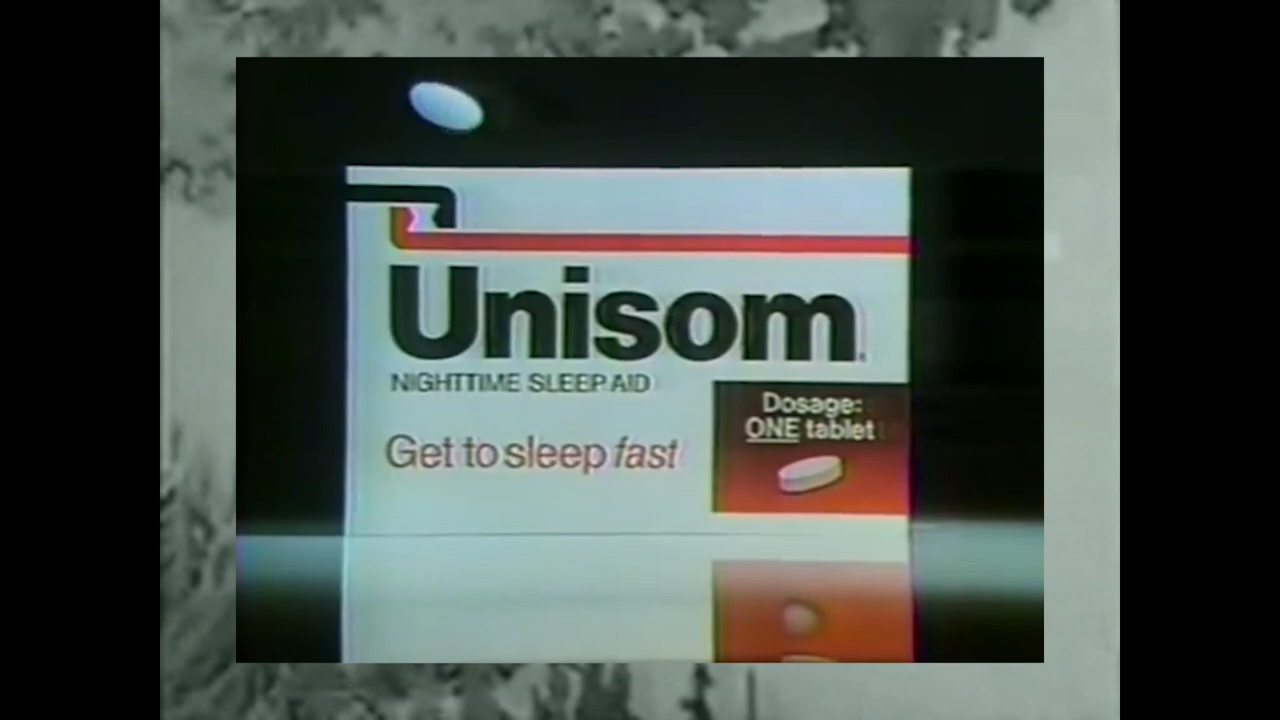 Unisom
NIGHTTIME SLEEP AID
Get to sleep fast
Dosage:
ONE tablet